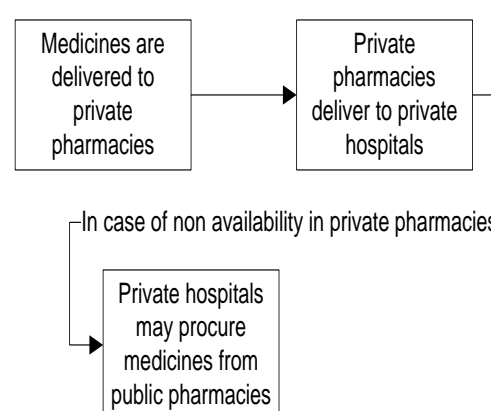 Medicines are
delivered to
private
pharmacies
Private
pharmacies
deliver to private
hospitals
In case of non availability in private pharmacies
Private hospitals
may procure
medicines from
public pharmacies